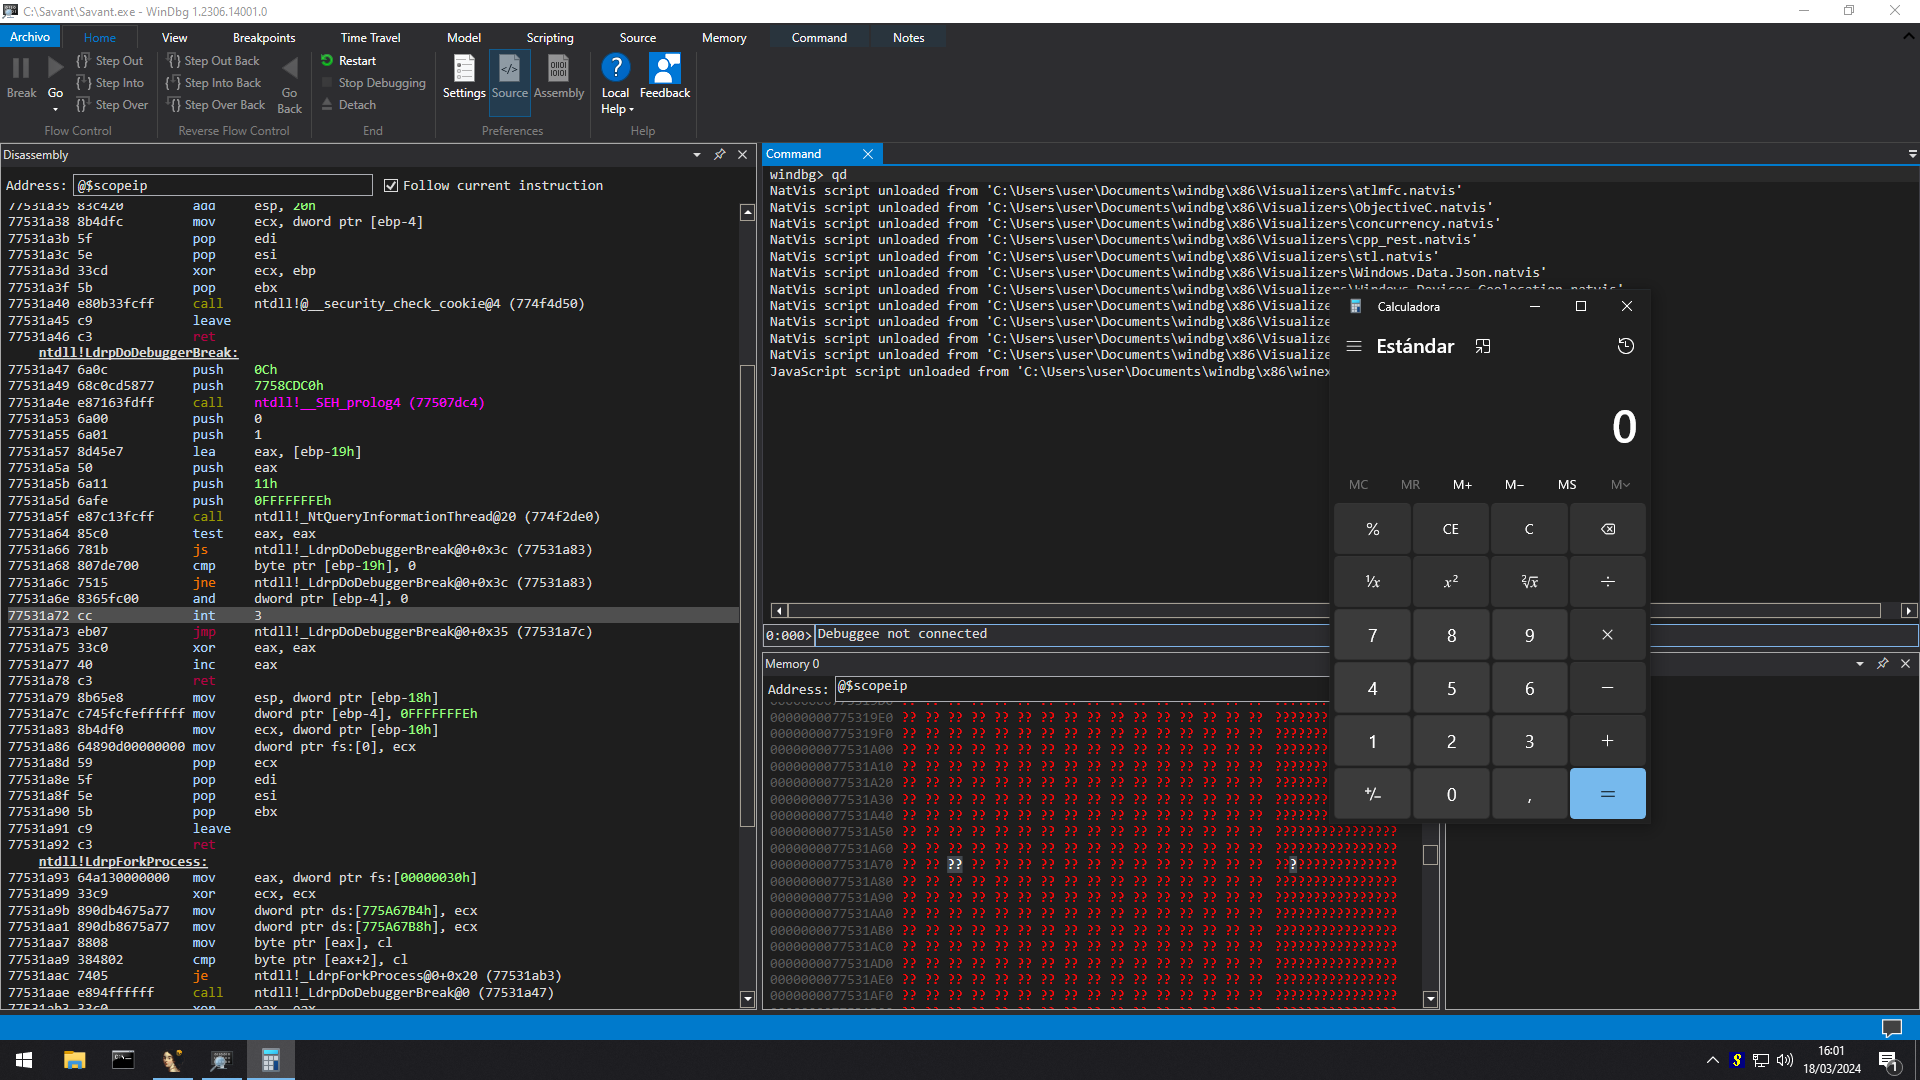 C:\Savant\Savant.exe - WinDbg 1.2306.14001.0
Archivo Home View Breakpoints Time Travel Model Scripting Source Memory Command Notes
Break
Go
Step Out
Step Into
Step Over
Flow Control
Step Out Back
Step Into Back
Step Over Back
Go Back
Reverse Flow Control
Restart
Stop Debugging
Detach
End
Settings
Source
Assembly
Preferences
Local Help
Feedback
Help
Disassembly
Address: @$scopeip
Follow current instruction
77531a35 83c420 add esp, 20h
77531a38 8b4dfc mov ecx, dword ptr [ebp-4]
77531a3b 5f pop edi
77531a3c 5e pop esi
77531a3d 33cd xor ecx, ebp
77531a3f 5b pop ebx
77531a40 e80b33fcff call ntdll!@__security_check_cookie@4 (774f4d50)
77531a45 c9 leave
77531a46 c3 ret
ntdll!LdrpDoDebuggerBreak:
77531a47 6a0c push 0Ch
77531a49 68c0cd5877 push 7758CDC0h
77531a4e e87163fdff call ntdll!__SEH_prolog4 (77507dc4)
77531a53 6a00 push 0
77531a55 6a01 push 1
77531a57 8d45e7 lea eax, [ebp-19h]
77531a5a 50 push eax
77531a5b 6a11 push 11h
77531a5d 6afe push 0FFFFFFFEh
77531a5f e87c13fcff call ntdll!_NtQueryInformationThread@20 (774f2de0)
77531a64 85c0 test eax, eax
77531a66 781b js ntdll!_LdrpDoDebuggerBreak@0+0x3c (77531a83)
77531a68 807de700 cmp byte ptr [ebp-19h], 0
77531a6c 7515 jne ntdll!_LdrpDoDebuggerBreak@0+0x3c (77531a83)
77531a6e 8365fc00 and dword ptr [ebp-4], 0
77531a72 cc int 3
77531a73 eb07 jmp ntdll!_LdrpDoDebuggerBreak@0+0x35 (77531a7c)
77531a75 33c0 xor eax, eax
77531a77 40 inc eax
77531a78 c3 ret
77531a79 8b65e8 mov esp, dword ptr [ebp-18h]
77531a7c c745fcfeffffff mov dword ptr [ebp-4], 0FFFFFFFEh
77531a83 8b4df0 mov ecx, dword ptr [ebp-10h]
77531a86 64890d00000000 mov dword ptr fs:[0], ecx
77531a8d 59 pop ecx
77531a8e 5f pop edi
77531a8f 5e pop esi
77531a90 5b pop ebx
77531a91 c9 leave
77531a92 c3 ret
ntdll!LdrpForkProcess:
77531a93 64a130000000 mov eax, dword ptr fs:[00000030h]
77531a99 33c9 xor ecx, ecx
77531a9b 890db4675a77 mov dword ptr ds:[775A67B4h], ecx
77531aa1 890db8675a77 mov dword ptr ds:[775A67B8h], ecx
77531aa7 8808 mov byte ptr [eax], cl
77531aa9 384802 cmp byte ptr [eax+2], cl
77531aac 7405 je ntdll!_LdrpForkProcess@0+0x20 (77531ab3)
77531aae e894ffffff call ntdll!_LdrpDoDebuggerBreak@0 (77531a47)
77531ab3 33c0 xor eax, eax
Command
windbg> qd
NatVis script unloaded from 'C:\Users\user\Documents\windbg\x86\Visualizers\atlmfc.natvis'
NatVis script unloaded from 'C:\Users\user\Documents\windbg\x86\Visualizers\ObjectiveC.natvis'
NatVis script unloaded from 'C:\Users\user\Documents\windbg\x86\Visualizers\concurrency.natvis'
NatVis script unloaded from 'C:\Users\user\Documents\windbg\x86\Visualizers\cpp_rest.natvis'
NatVis script unloaded from 'C:\Users\user\Documents\windbg\x86\Visualizers\stl.natvis'
NatVis script unloaded from 'C:\Users\user\Documents\windbg\x86\Visualizers\Windows.Data.Json.natvis'
NatVis script unloaded from 'C:\Users\user\Documents\windbg\x86\Visualizers\Windows.Devices.Geolocation.natvis'
NatVis script unloaded from 'C:\Users\user\Documents\windbg\x86\Visualizers
NatVis script unloaded from 'C:\Users\user\Documents\windbg\x86\Visualizers
NatVis script unloaded from 'C:\Users\user\Documents\windbg\x86\Visualizers
NatVis script unloaded from 'C:\Users\user\Documents\windbg\x86\Visualizers
JavaScript script unloaded from 'C:\Users\user\Documents\windbg\x86\winex
0:000> Debuggee not connected
Memory 0
Address: @$scopeip
00000000775319E0 ?? ?? ?? ?? ?? ?? ?? ?? ?? ?? ?? ?? ?? ?? ?? ?? ???????
00000000775319F0 ?? ?? ?? ?? ?? ?? ?? ?? ?? ?? ?? ?? ?? ?? ?? ?? ???????
0000000077531A00 ?? ?? ?? ?? ?? ?? ?? ?? ?? ?? ?? ?? ?? ?? ?? ?? ???????
0000000077531A10 ?? ?? ?? ?? ?? ?? ?? ?? ?? ?? ?? ?? ?? ?? ?? ?? ???????
0000000077531A20 ?? ?? ?? ?? ?? ?? ?? ?? ?? ?? ?? ?? ?? ?? ?? ?? ???????
0000000077531A30 ?? ?? ?? ?? ?? ?? ?? ?? ?? ?? ?? ?? ?? ?? ?? ?? ???????
0000000077531A40 ?? ?? ?? ?? ?? ?? ?? ?? ?? ?? ?? ?? ?? ?? ?? ?? ???????
0000000077531A50 ?? ?? ?? ?? ?? ?? ?? ?? ?? ?? ?? ?? ?? ?? ?? ?? ????????????????
0000000077531A60 ?? ?? ?? ?? ?? ?? ?? ?? ?? ?? ?? ?? ?? ?? ?? ?? ????????????????
0000000077531A70 ?? ?? ?? ?? ?? ?? ?? ?? ?? ?? ?? ?? ?? ?? ?? ?? ????????????????
0000000077531A80 ?? ?? ?? ?? ?? ?? ?? ?? ?? ?? ?? ?? ?? ?? ?? ?? ????????????????
0000000077531A90 ?? ?? ?? ?? ?? ?? ?? ?? ?? ?? ?? ?? ?? ?? ?? ?? ????????????????
0000000077531AA0 ?? ?? ?? ?? ?? ?? ?? ?? ?? ?? ?? ?? ?? ?? ?? ?? ????????????????
0000000077531AB0 ?? ?? ?? ?? ?? ?? ?? ?? ?? ?? ?? ?? ?? ?? ?? ?? ????????????????
0000000077531AC0 ?? ?? ?? ?? ?? ?? ?? ?? ?? ?? ?? ?? ?? ?? ?? ?? ????????????????
0000000077531AD0 ?? ?? ?? ?? ?? ?? ?? ?? ?? ?? ?? ?? ?? ?? ?? ?? ????????????????
0000000077531AE0 ?? ?? ?? ?? ?? ?? ?? ?? ?? ?? ?? ?? ?? ?? ?? ?? ????????????????
0000000077531AF0 ?? ?? ?? ?? ?? ?? ?? ?? ?? ?? ?? ?? ?? ?? ?? ?? ????????????????
Calculadora
Estándar
0
MC MR M+ M− MS M
% CE C
¹/x x² ²√x ÷
7 8 9 ×
4 5 6 −
1 2 3 +
+/− 0 , =
16:01
18/03/2024
1